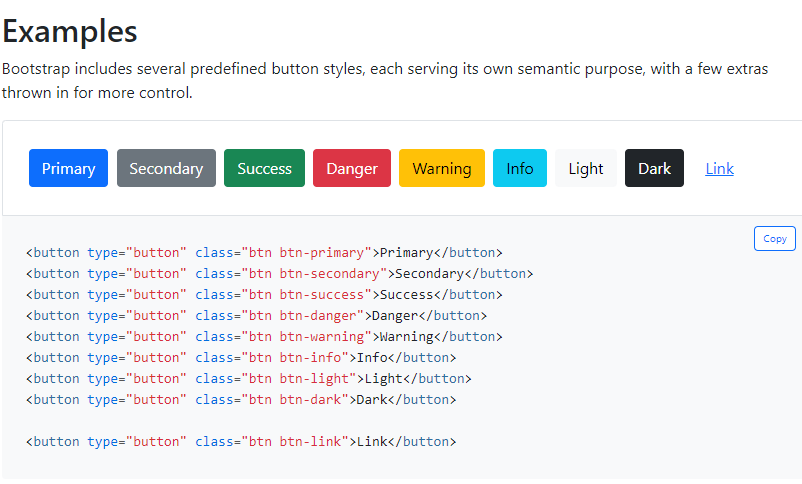 Examples
Bootstrap includes several predefined button styles, each serving its own semantic purpose, with a few extras
thrown in for more control.
Primary Secondary Success Danger Warning Info Light Dark Link
Copy
<button type="button" class="btn btn-primary">Primary</button>
<button type="button" class="btn btn-secondary">Secondary</button>
<button type="button" class="btn btn-success">Success</button>
<button type="button" class="btn btn-danger">Danger</button>
<button type="button" class="btn btn-warning">Warning</button>
<button type="button" class="btn btn-info">Info</button>
<button type="button" class="btn btn-light">Light</button>
<button type="button" class="btn btn-dark">Dark</button>
<button type="button" class="btn btn-link">Link</button>